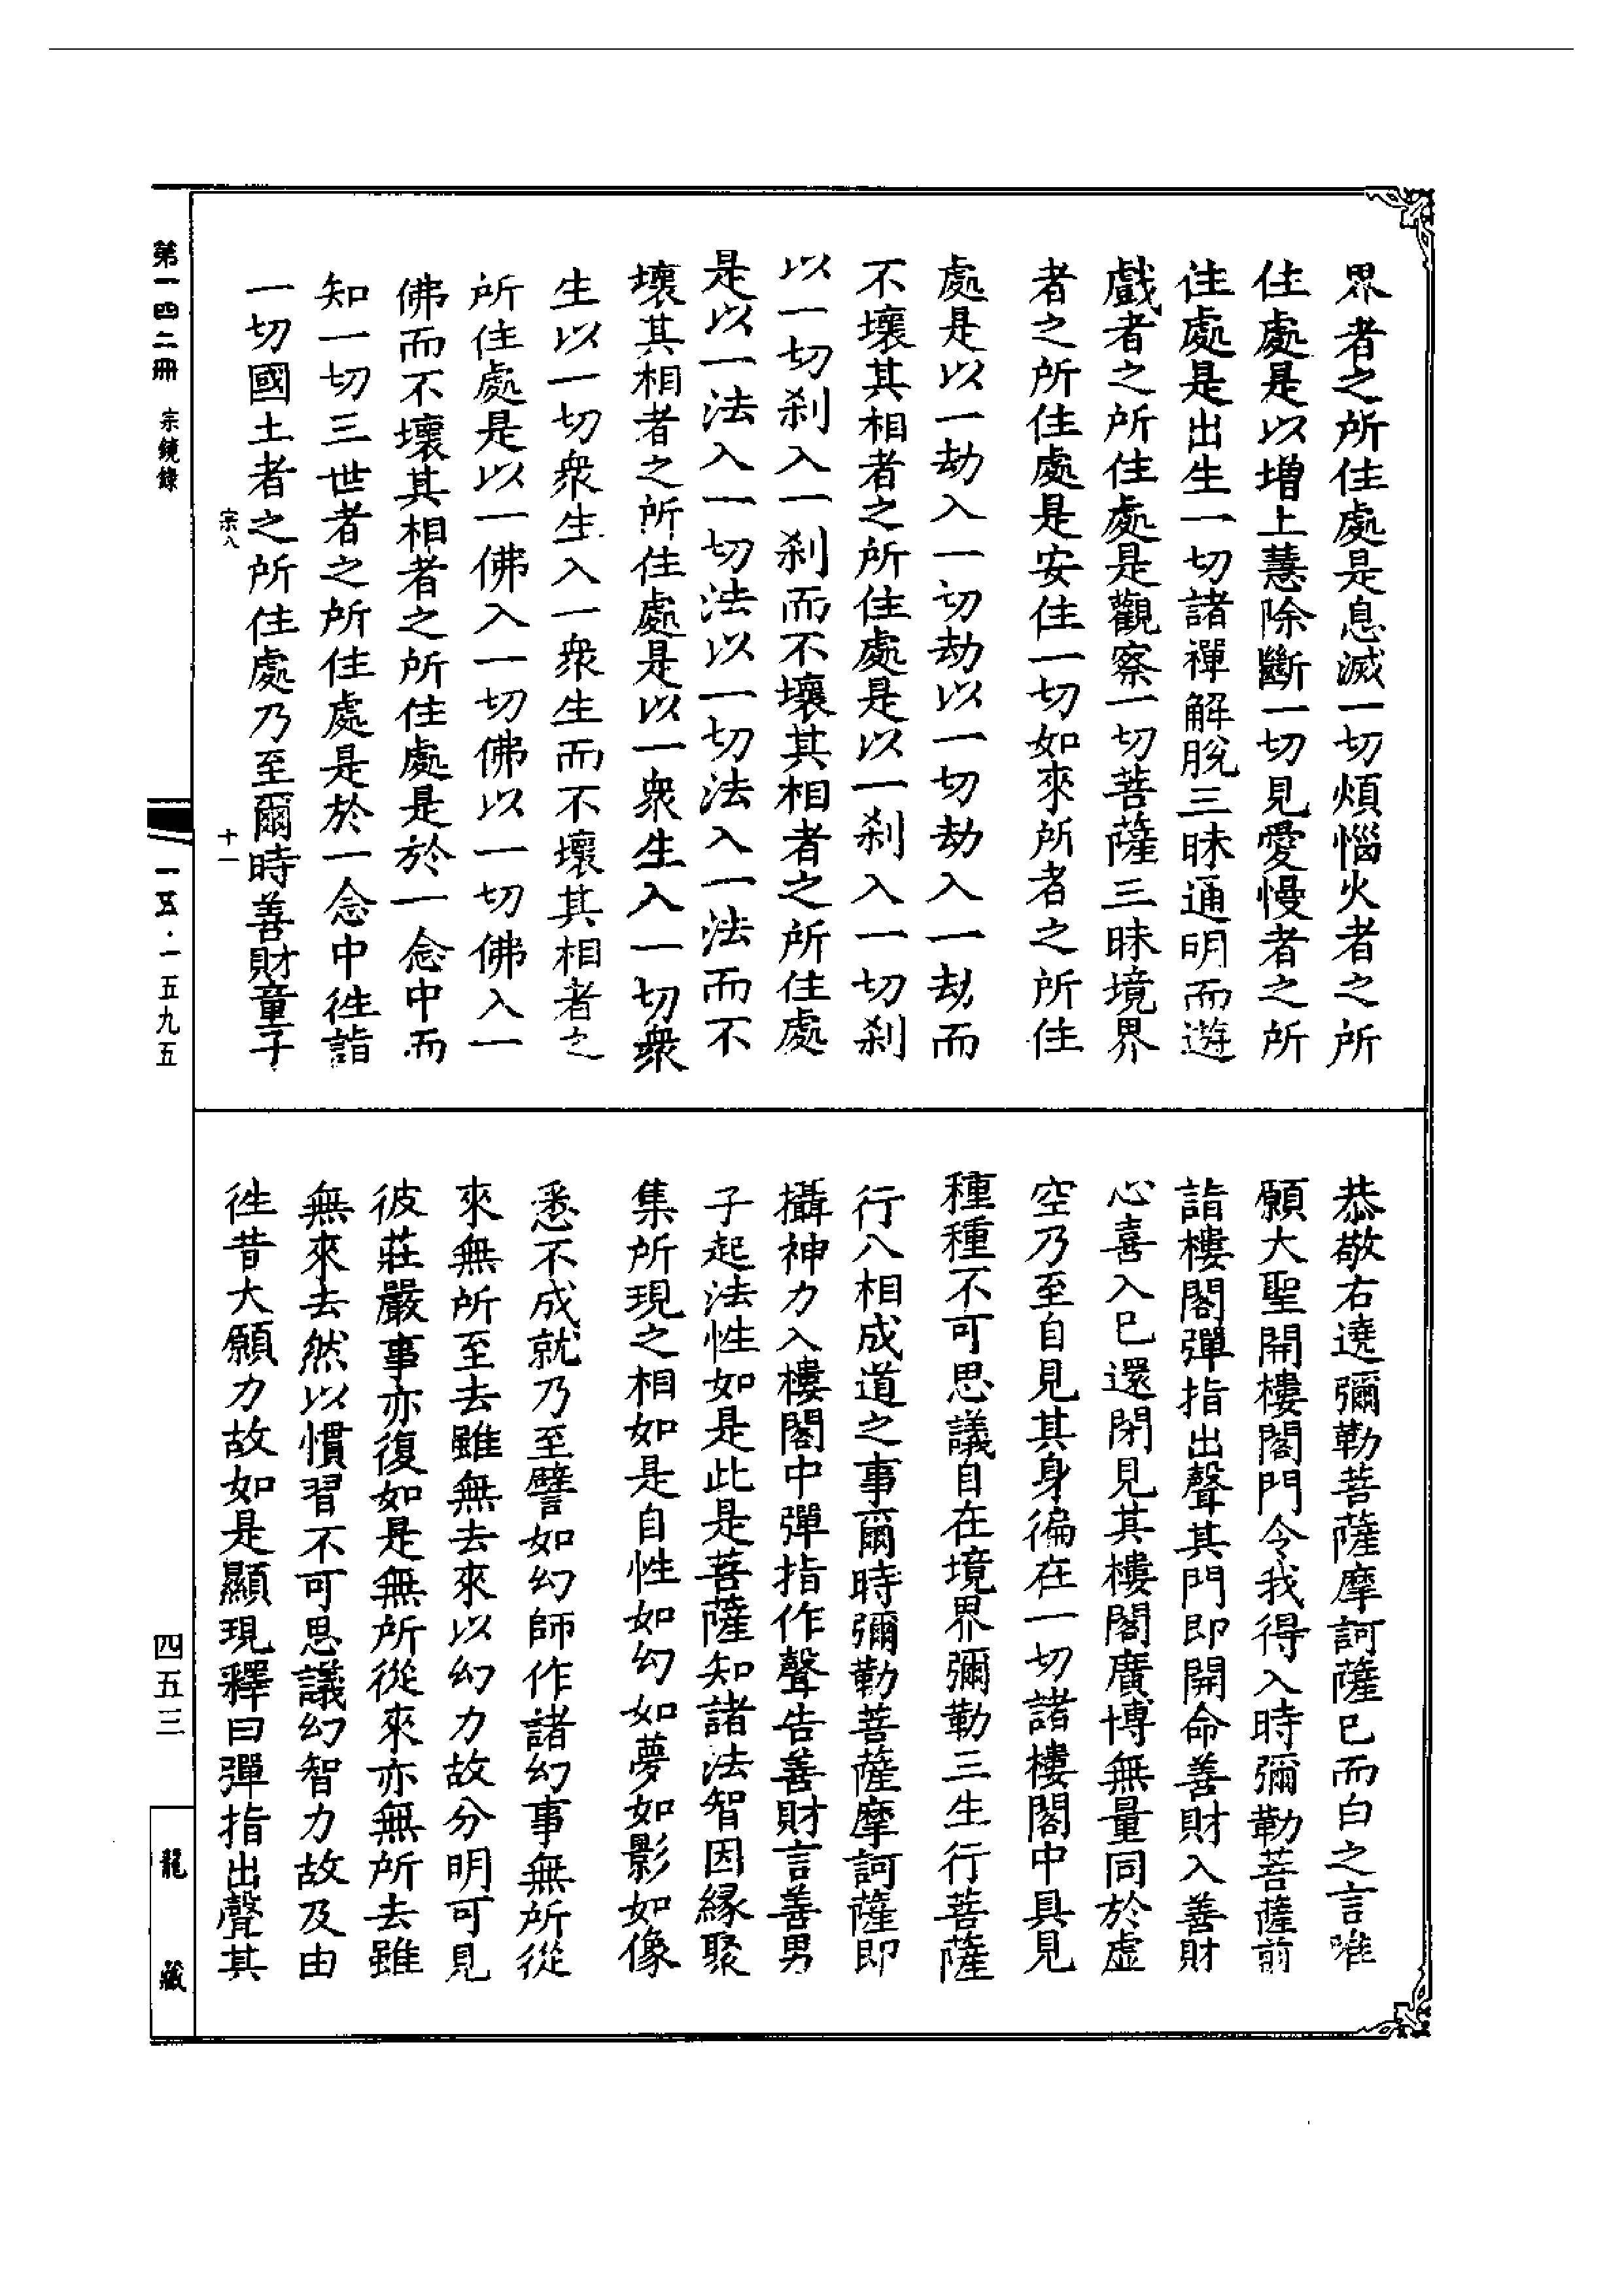 界者之所住處是息滅一切煩惱火者之所
住處是以增上慧除斷一切見愛慢者之所
住處是出生一切諸禪解脫三昧通明而遊
戲者之所住處是觀察一切菩薩三昧境界
者之所住處是安住一切如來所者之所住
處是以一劫入一切劫以一切劫入一劫而
不壞其相者之所住處是以一剎入一切剎
以一切剎入一剎而不壞其相者之所住處
是以一法入一切法以一切法入一法而不
壞其相者之所住處是以一衆生入一切衆
生以一切衆生入一衆生而不壞其相者之
所住處是以一佛入一切佛以一切佛入一
佛而不壞其相者之所住處是於一念中而
知一切三世者之所住處是於一念中徃詣
一切國土者之所住處乃至爾時善財童子
宗八
十一
恭敬右遶彌勒菩薩摩訶薩已而白之言唯
願大聖開樓閣門令我得入時彌勒菩薩前
詣樓閣彈指出聲其門即開命善財入善財
心喜入已還閉見其樓閣廣博無量同於虛
空乃至自見其身徧在一切諸樓閣中具見
種種不可思議自在境界彌勒三生行菩薩
行八相成道之事爾時彌勒菩薩摩訶薩即
攝神力入樓閣中彈指作聲告善財言善男
子起法性如是此是菩薩知諸法智因緣聚
集所現之相如是自性如幻如夢如影如像
悉不成就乃至譬如幻師作諸幻事無所從
來無所至去雖無去來以幻力故分明可見
彼莊嚴事亦復如是無所從來亦無所去雖
無來去然以慣習不可思議幻智力故及由
徃昔大願力故如是顯現釋曰彈指出聲其
第一四二冊 宗鏡錄
一五·一五九五
四五三
龍藏